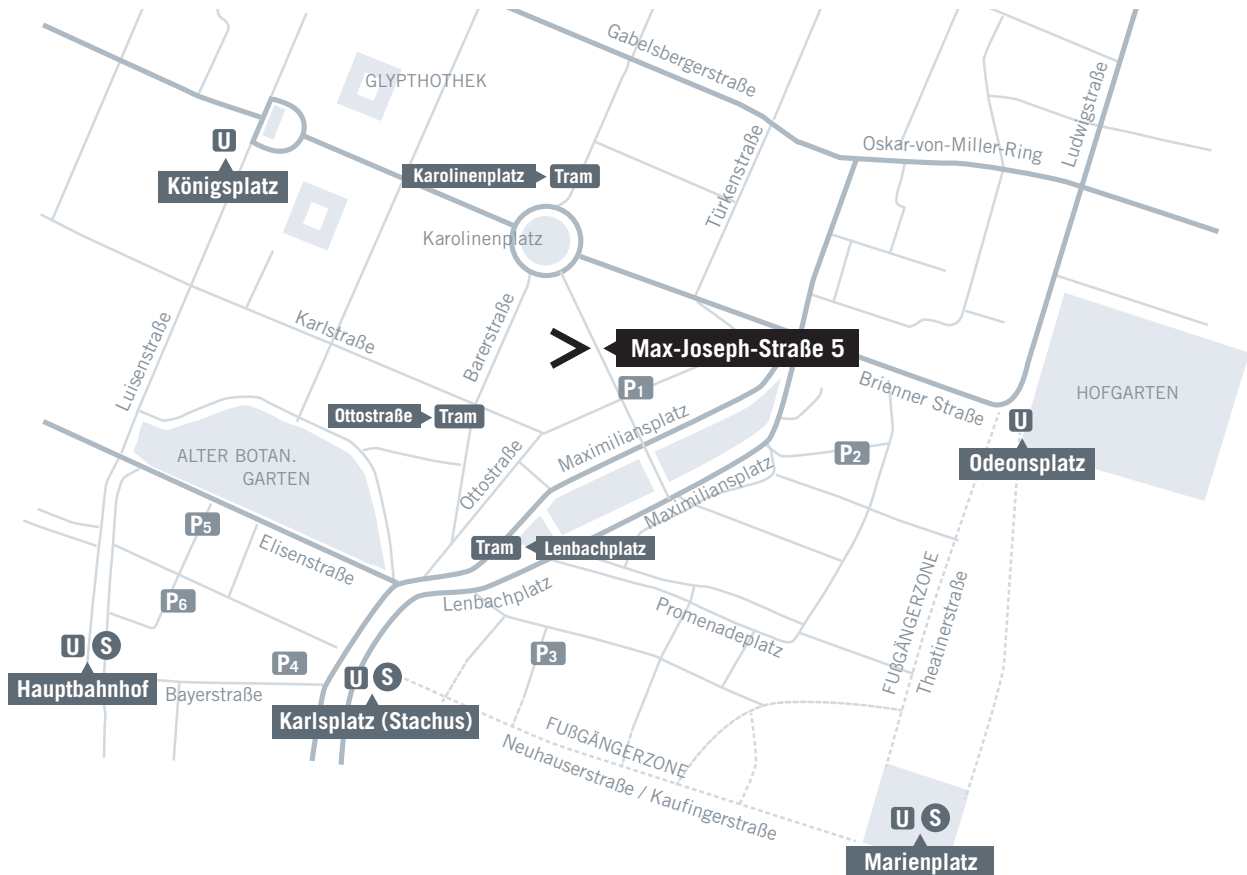 Gabelsbergerstraße
GLYPTHOTHEK
Ludwigstraße
U
Königsplatz
Türkenstraße
Oskar-von-Miller-Ring
Karolinenplatz
Tram
Karolinenplatz
Luisenstraße
Karlstraße
Barerstraße
Max-Joseph-Straße 5
P1
Brienner Straße
HOFGARTEN
Ottostraße
Tram
Maximiliansplatz
U
Odeonsplatz
ALTER BOTAN.
GARTEN
Ottostraße
P2
Maximiliansplatz
P5
Elisenstraße
Tram
Lenbachplatz
FUßGÄNGERZONE
Theatinerstraße
P6
Lenbachplatz
Promenadeplatz
U S
Hauptbahnhof
P4
P3
Bayerstraße
U S
Karlsplatz (Stachus)
FUßGÄNGERZONE
Neuhauserstraße / Kaufingerstraße
U S
Marienplatz